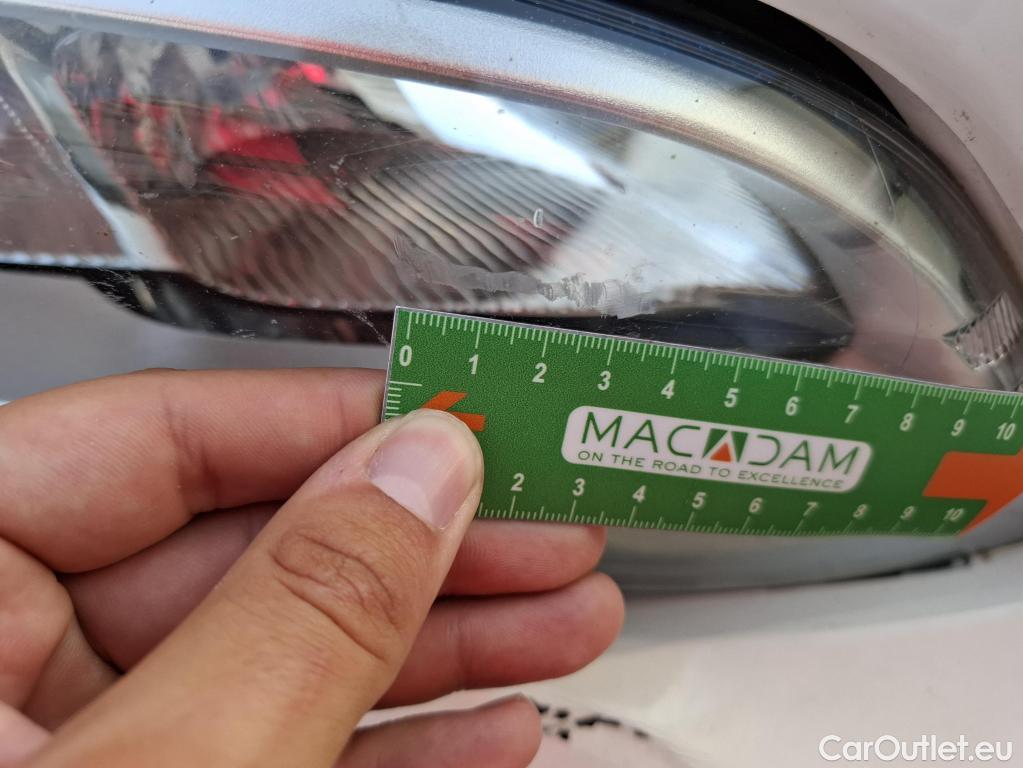 0 1 2 3 4 5 6 7 8 9 10
MACADAM
ON THE ROAD TO EXCELLENCE
2 3 4 5 6 7 8 9 10
CarOutlet.eu